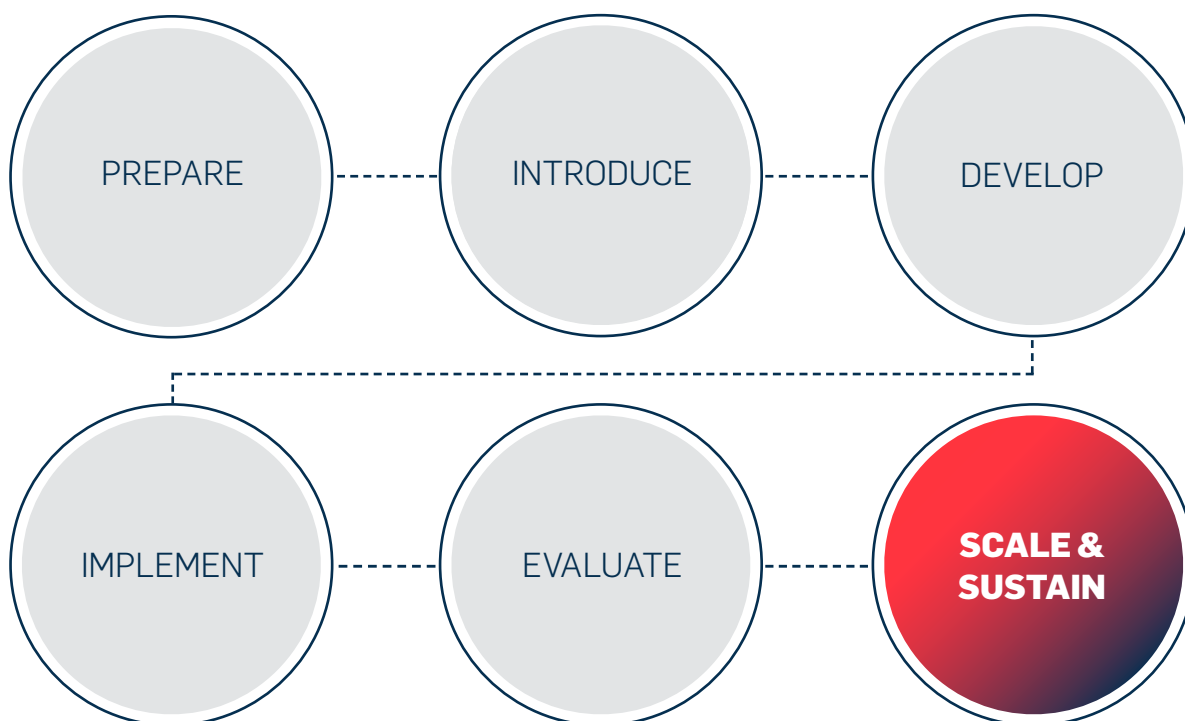 PREPARE
INTRODUCE
DEVELOP
IMPLEMENT
EVALUATE
SCALE &
SUSTAIN